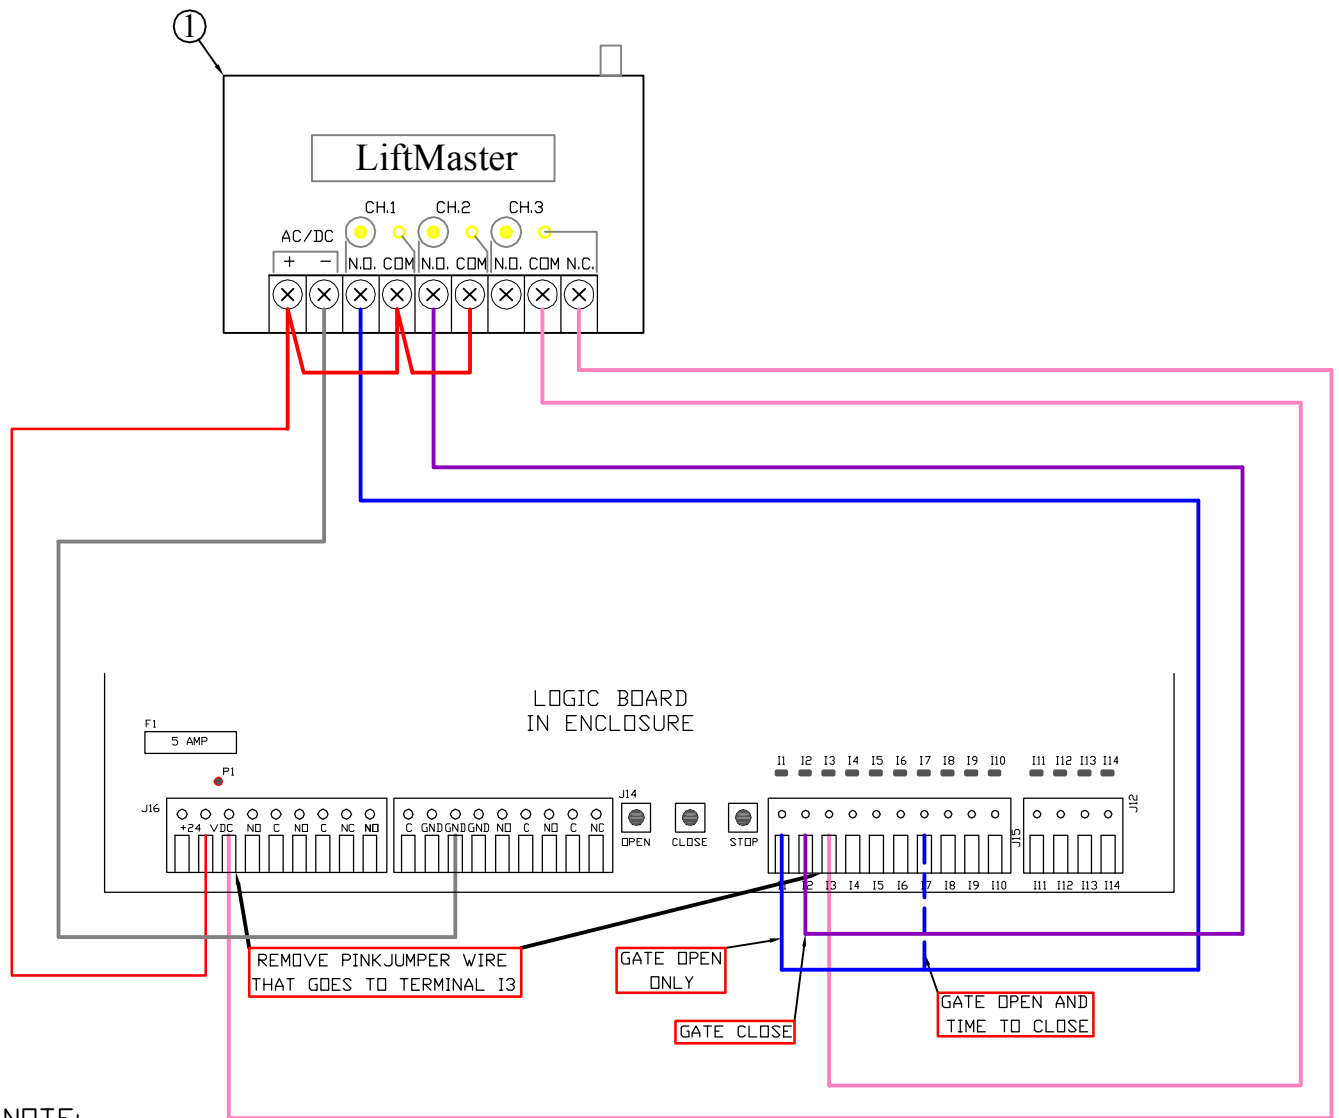 1
LiftMaster
CH.1 CH.2 CH.3
AC/DC
+ - N.O. COM N.O. COM N.O. COM N.C.
LOGIC BOARD
IN ENCLOSURE
F1
5 AMP
P1
I1 I2 I3 I4 I5 I6 I7 I8 I9 I10 I11 I12 I13 I14
J16 J14 J15 J12
+24 VDC NO C NO C NC NO C GND GND GND NO C NO C NC
OPEN CLOSE STOP
I1 I2 I3 I4 I5 I6 I7 I8 I9 I10 I11 I12 I13 I14
REMOVE PINKJUMPER WIRE
THAT GOES TO TERMINAL I3
GATE OPEN
ONLY
GATE CLOSE
GATE OPEN AND
TIME TO CLOSE
NOTE: